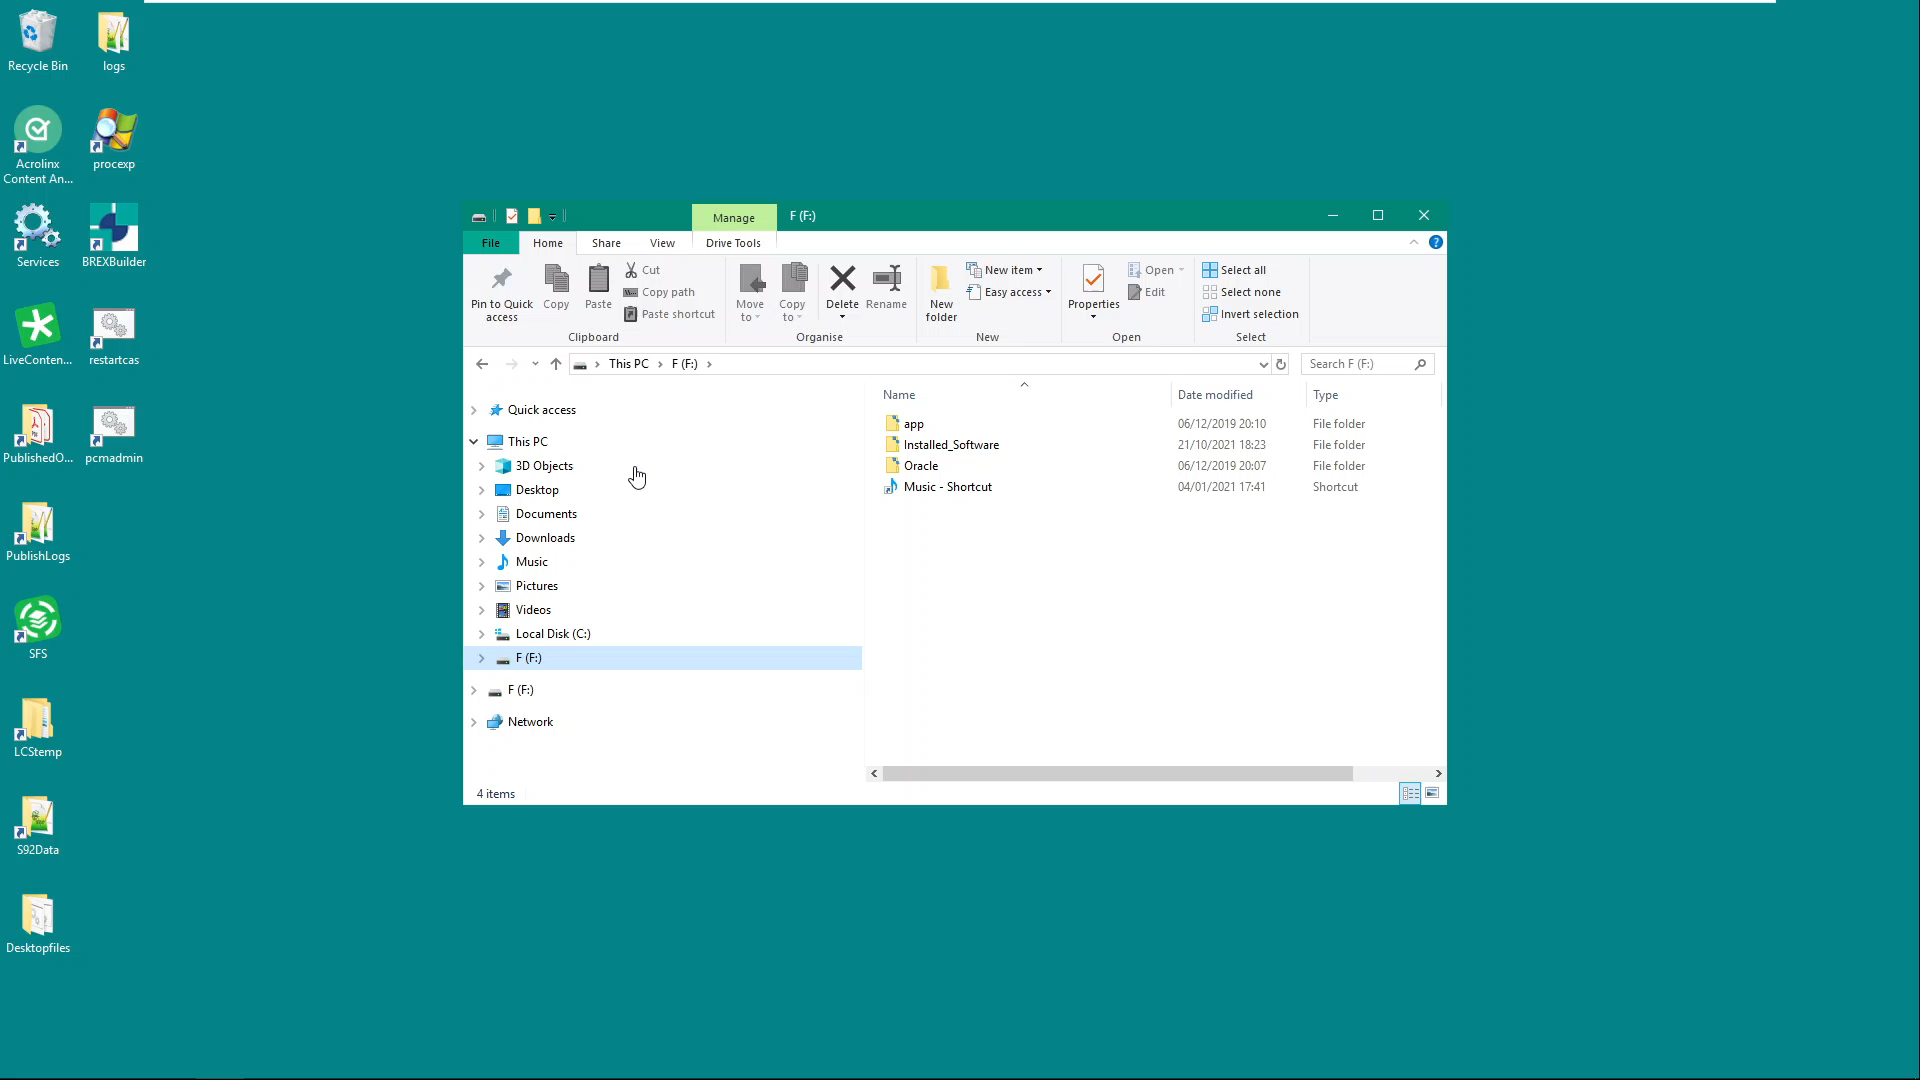 Recycle Bin
logs
Acrolinx
Content An...
procexp
Services
BREXBuilder
LiveConten...
restartcas
PublishedO...
pcmadmin
PublishLogs
SFS
LCStemp
S92Data
Desktopfiles
Manage
F (F:)
File
Home
Share
View
Drive Tools
Pin to Quick
access
Copy
Paste
Cut
Copy path
Paste shortcut
Clipboard
Move
to
Copy
to
Delete
Rename
Organise
New
folder
New item
Easy access
New
Properties
Open
Edit
Open
Select all
Select none
Invert selection
Select
This PC
F (F:)
Search F (F:)
Quick access
This PC
3D Objects
Desktop
Documents
Downloads
Music
Pictures
Videos
Local Disk (C:)
F (F:)
F (F:)
Network
Name Date modified Type
app 06/12/2019 20:10 File folder
Installed_Software 21/10/2021 18:23 File folder
Oracle 06/12/2019 20:07 File folder
Music - Shortcut 04/01/2021 17:41 Shortcut
4 items